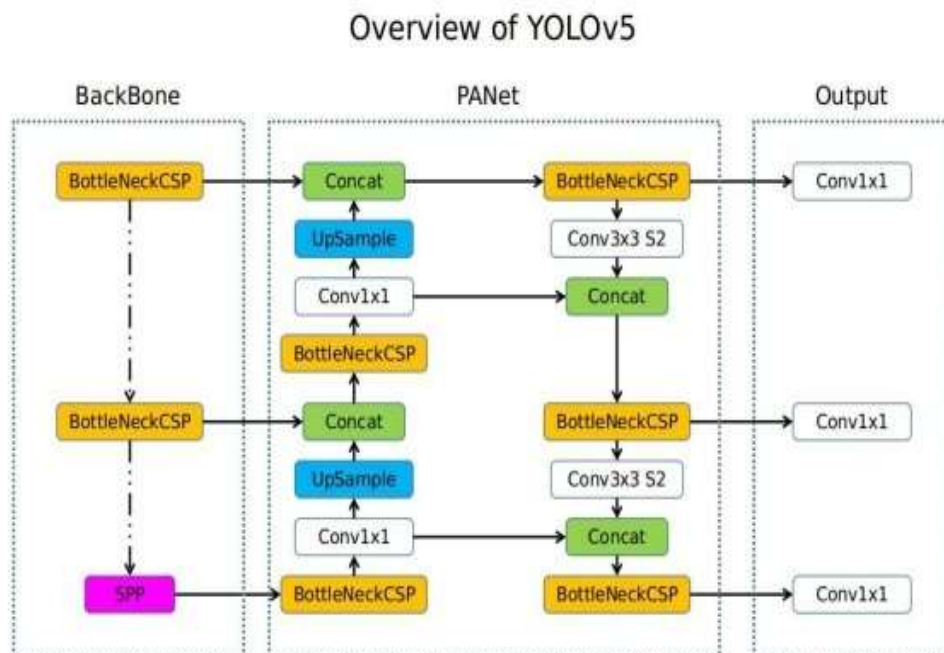 Overview of YOLOv5
BackBone
PANet
Output
BottleNeckCSP
Concat
BottleNeckCSP
Conv1x1
UpSample
Conv3x3 S2
Conv1x1
Concat
BottleNeckCSP
BottleNeckCSP
Concat
BottleNeckCSP
Conv1x1
UpSample
Conv3x3 S2
Conv1x1
Concat
SPP
BottleNeckCSP
BottleNeckCSP
Conv1x1